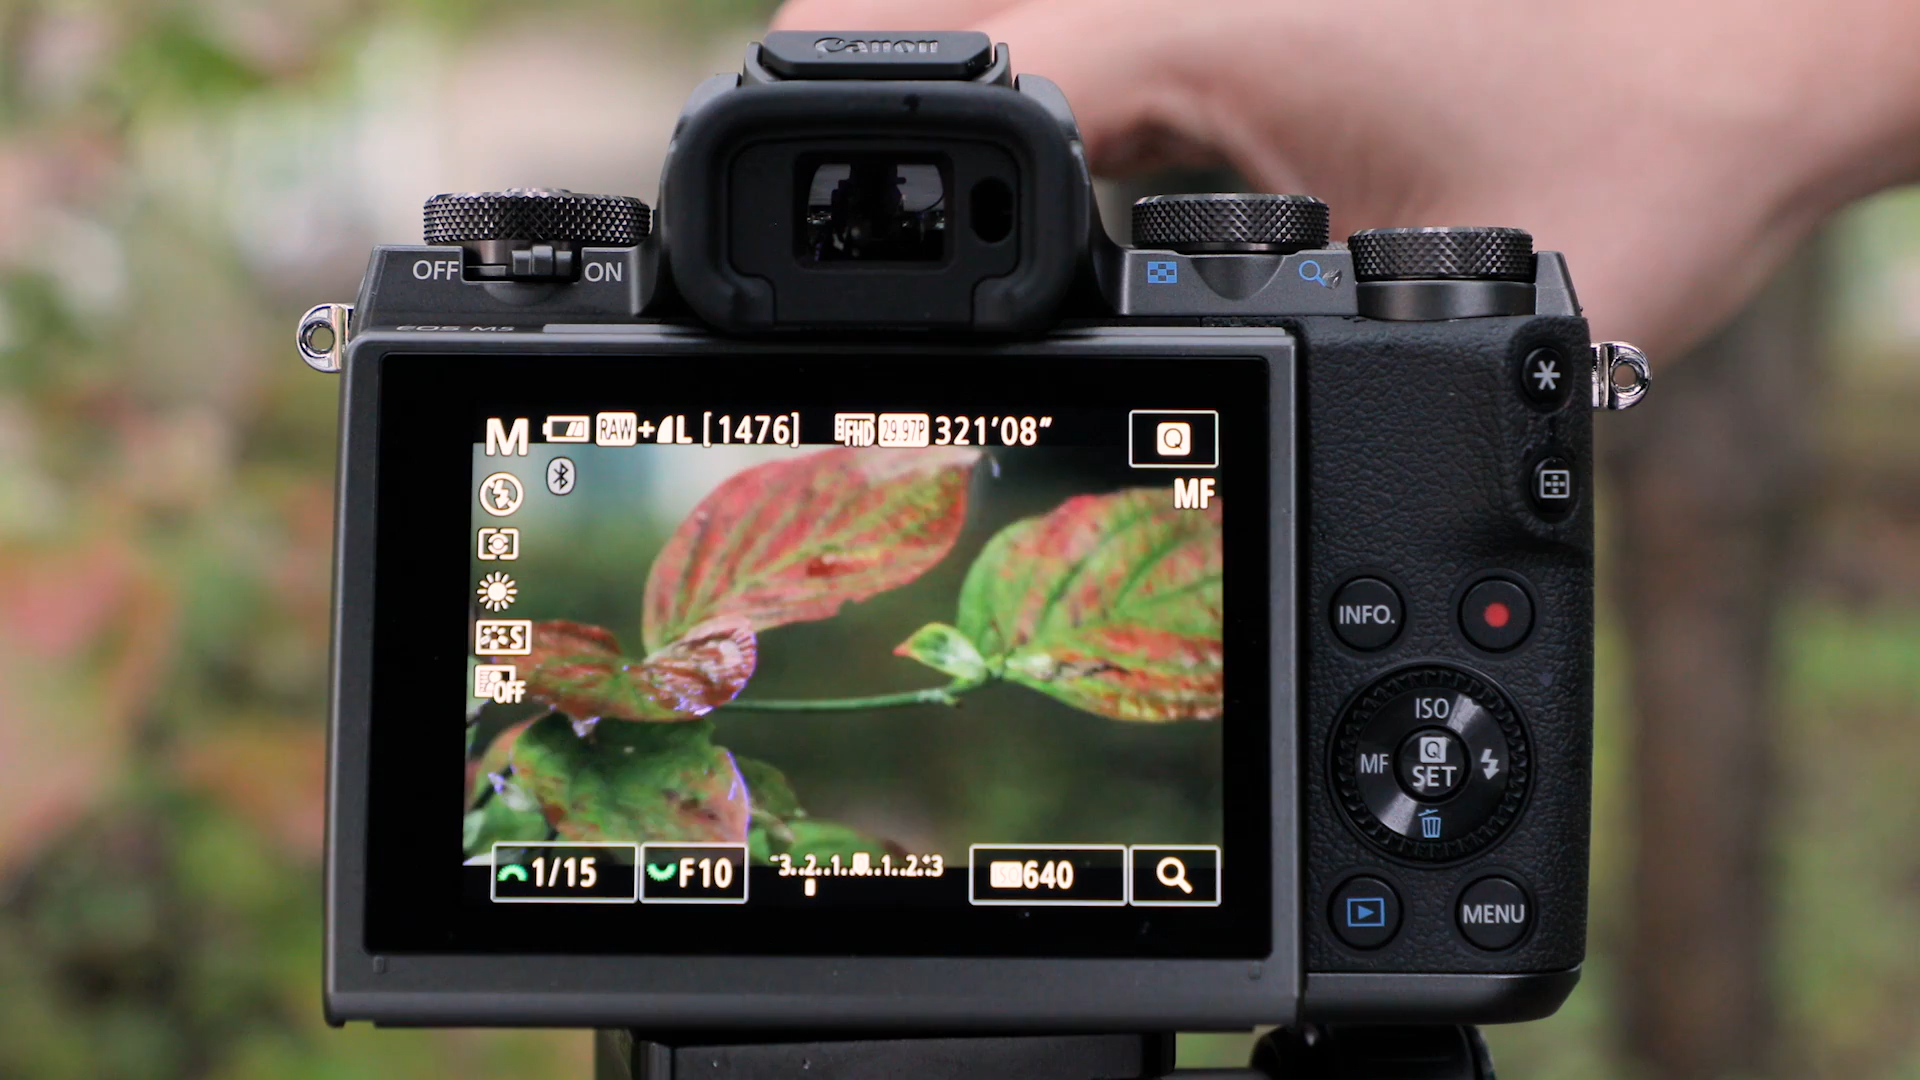 Canon
OFF ON
EOS M5
M RAW+L [1476] FHD 29.97P 321'08" Q
MF
S
OFF
1/15 F10 -3..2..1..0..1..2..+3 ISO 640
INFO.
ISO
MF Q SET
MENU